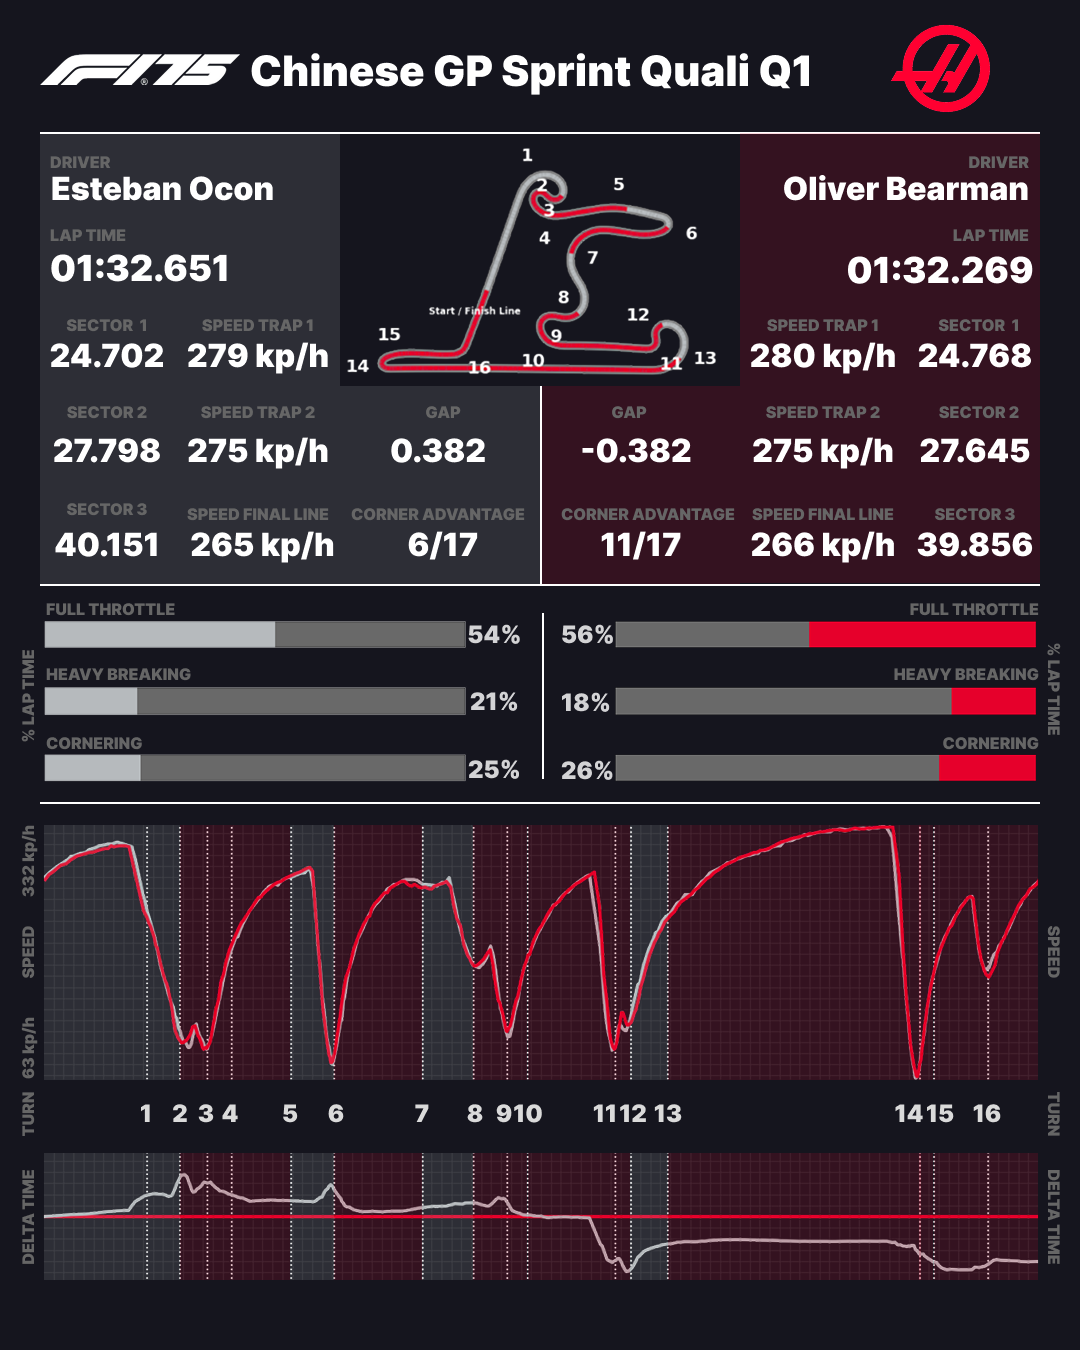 F1®75 Chinese GP Sprint Quali Q1
DRIVER
Esteban Ocon
LAP TIME
01:32.651
SECTOR 1 SPEED TRAP 1
24.702 279 kp/h
SECTOR 2 SPEED TRAP 2 GAP
27.798 275 kp/h 0.382
SECTOR 3 SPEED FINAL LINE CORNER ADVANTAGE
40.151 265 kp/h 6/17
1
2
3
4
5
6
7
8
9
10
11
12
13
14
15
16
Start / Finish Line
DRIVER
Oliver Bearman
LAP TIME
01:32.269
SPEED TRAP 1 SECTOR 1
280 kp/h 24.768
GAP SPEED TRAP 2 SECTOR 2
-0.382 275 kp/h 27.645
CORNER ADVANTAGE SPEED FINAL LINE SECTOR 3
11/17 266 kp/h 39.856
% LAP TIME
FULL THROTTLE
54%
HEAVY BREAKING
21%
CORNERING
25%
FULL THROTTLE
56%
HEAVY BREAKING
18%
CORNERING
26%
% LAP TIME
332 kp/h
SPEED
63 kp/h
SPEED
TURN
1 2 3 4 5 6 7 8 9 10 11 12 13 14 15 16
TURN
DELTA TIME
DELTA TIME